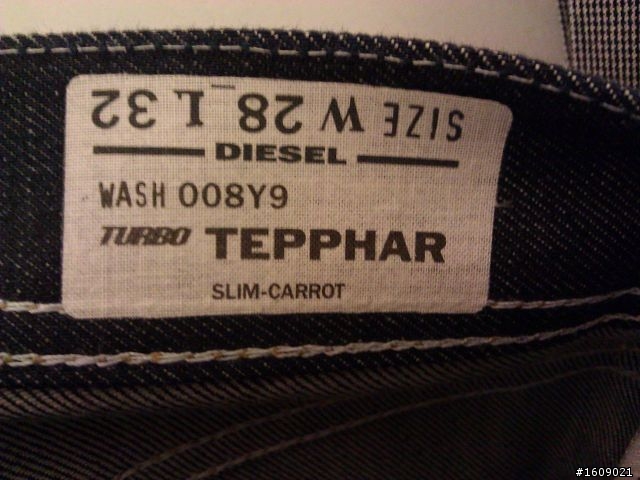 SIZE W 28 L 32
DIESEL
WASH 008Y9
TURBO TEPPHAR
SLIM-CARROT
#1609021